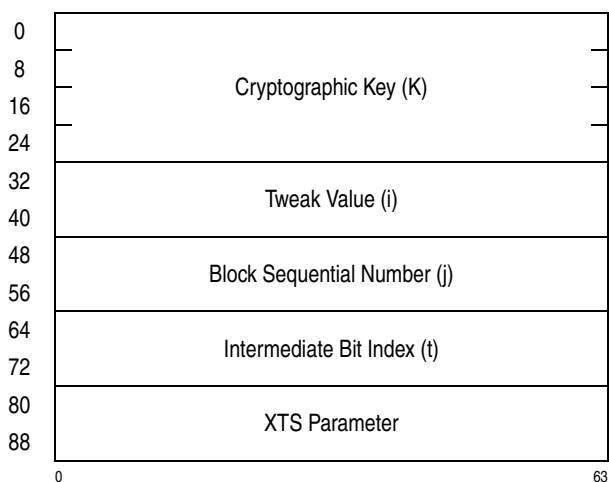 0
8
Cryptographic Key (K)
16
24
32
Tweak Value (i)
40
48
Block Sequential Number (j)
56
64
Intermediate Bit Index (t)
72
80
XTS Parameter
88
0 63